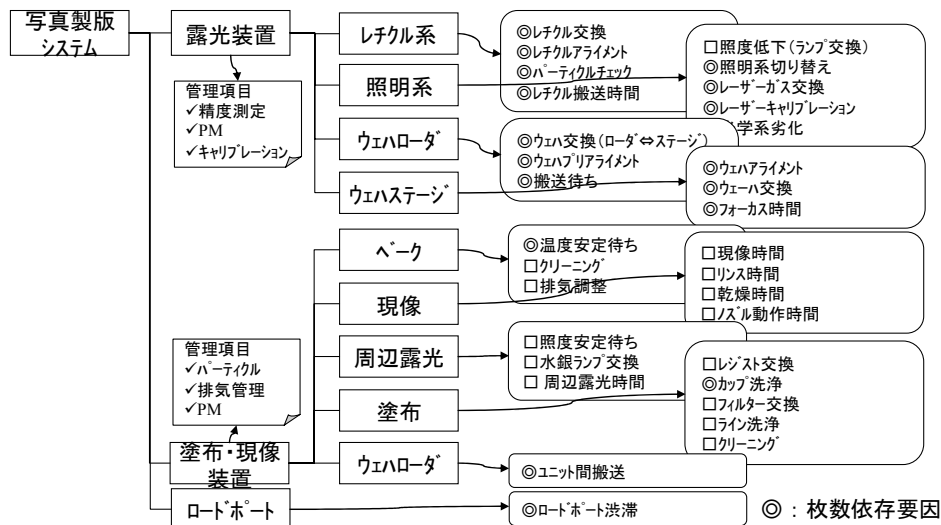 写真製版
システム
露光装置
管理項目
✓精度測定
✓PM
✓キャリブレーション
レチクル系
◎レチクル交換
◎レチクルアライメント
◎パーティクルチェック
◎レチクル搬送時間
照明系
□照度低下(ランプ交換)
◎照明系切り替え
◎レーザーガス交換
◎レーザーキャリブレーション
学系劣化
ウェハローダ
◎ウェハ交換(ローダ⇔ステージ)
◎ウェハプリアライメント
◎搬送待ち
ウェハステージ
◎ウェハアライメント
◎ウェーハ交換
◎フォーカス時間
ベーク
◎温度安定待ち
□クリーニング
□排気調整
現像
□現像時間
□リンス時間
□乾燥時間
□ノズル動作時間
管理項目
✓パーティクル
✓排気管理
✓PM
周辺露光
□照度安定待ち
□水銀ランプ交換
□ 周辺露光時間
塗布
□レジスト交換
◎カップ洗浄
□フィルター交換
□ライン洗浄
□クリーニング
塗布・現像
装置
ウェハローダ
◎ユニット間搬送
ロードポート
◎ロードポート渋滞
◎：枚数依存要因